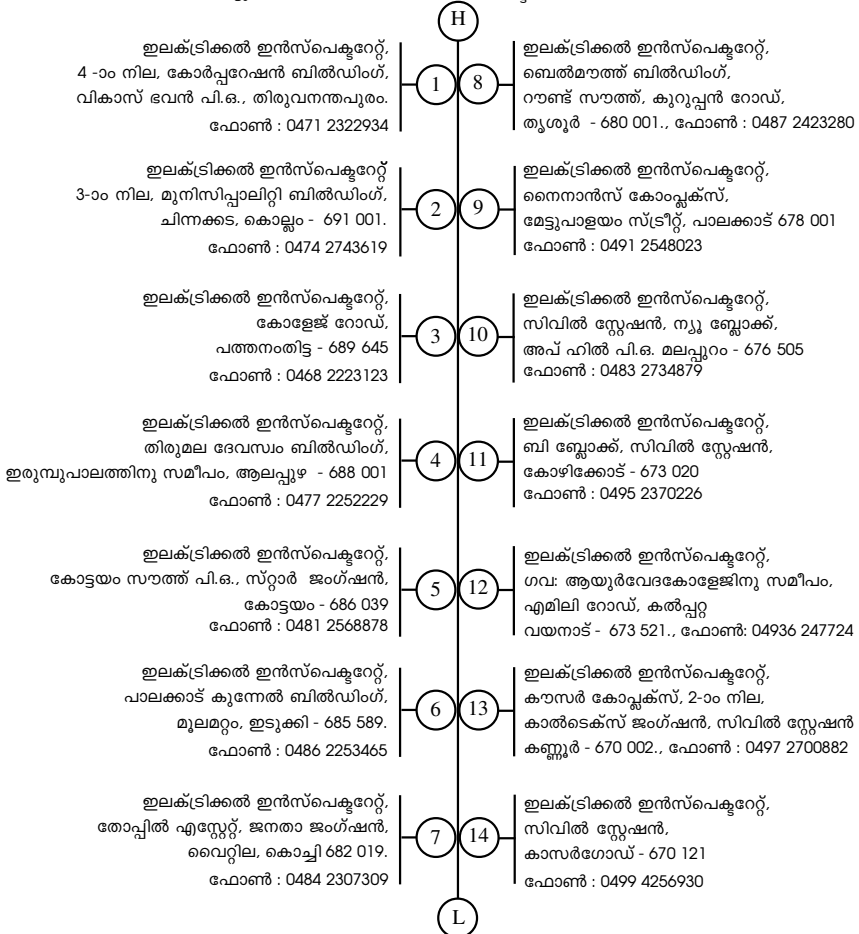 H
ഇലക്ട്രിക്കൽ ഇൻസ്പെക്ടറേറ്റ്,
4 -ാം നില, കോർപ്പറേഷൻ ബിൽഡിംഗ്,
വികാസ് ഭവൻ പി.ഒ., തിരുവനന്തപുരം.
ഫോൺ : 0471 2322934
1
ഇലക്ട്രിക്കൽ ഇൻസ്പെക്ടറേറ്റ്
3-ാം നില, മുനിസിപ്പാലിറ്റി ബിൽഡിംഗ്,
ചിന്നക്കട, കൊല്ലം - 691 001.
ഫോൺ : 0474 2743619
2
ഇലക്ട്രിക്കൽ ഇൻസ്പെക്ടറേറ്റ്,
കോളേജ് റോഡ്,
പത്തനംതിട്ട - 689 645
ഫോൺ : 0468 2223123
3
ഇലക്ട്രിക്കൽ ഇൻസ്പെക്ടറേറ്റ്,
തിരുമല ദേവസ്വം ബിൽഡിംഗ്,
ഇരുമ്പുപാലത്തിനു സമീപം, ആലപ്പുഴ - 688 001
ഫോൺ : 0477 2252229
4
ഇലക്ട്രിക്കൽ ഇൻസ്പെക്ടറേറ്റ്,
കോട്ടയം സൗത്ത് പി.ഒ., സ്റ്റാർ ജംഗ്ഷൻ,
കോട്ടയം - 686 039
ഫോൺ : 0481 2568878
5
ഇലക്ട്രിക്കൽ ഇൻസ്പെക്ടറേറ്റ്,
പാലക്കാട് കുന്നേൽ ബിൽഡിംഗ്,
മൂലമറ്റം, ഇടുക്കി - 685 589.
ഫോൺ : 0486 2253465
6
ഇലക്ട്രിക്കൽ ഇൻസ്പെക്ടറേറ്റ്,
തോപ്പിൽ എസ്റ്റേറ്റ്, ജനതാ ജംഗ്ഷൻ,
വൈറ്റില, കൊച്ചി 682 019.
ഫോൺ : 0484 2307309
7
8
ഇലക്ട്രിക്കൽ ഇൻസ്പെക്ടറേറ്റ്,
ബെൽമൗത്ത് ബിൽഡിംഗ്,
റൗണ്ട് സൗത്ത്, കുറുപ്പൻ റോഡ്,
തൃശൂർ - 680 001., ഫോൺ : 0487 2423280
9
ഇലക്ട്രിക്കൽ ഇൻസ്പെക്ടറേറ്റ്,
നൈനാൻസ് കോംപ്ലക്സ്,
മേട്ടുപാളയം സ്ട്രീറ്റ്, പാലക്കാട് 678 001
ഫോൺ : 0491 2548023
10
ഇലക്ട്രിക്കൽ ഇൻസ്പെക്ടറേറ്റ്,
സിവിൽ സ്റ്റേഷൻ, ന്യൂ ബ്ലോക്ക്,
അപ് ഹിൽ പി.ഒ. മലപ്പുറം - 676 505
ഫോൺ : 0483 2734879
11
ഇലക്ട്രിക്കൽ ഇൻസ്പെക്ടറേറ്റ്,
ബി ബ്ലോക്ക്, സിവിൽ സ്റ്റേഷൻ,
കോഴിക്കോട് - 673 020
ഫോൺ : 0495 2370226
12
ഇലക്ട്രിക്കൽ ഇൻസ്പെക്ടറേറ്റ്,
ഗവ: ആയുർവേദകോളേജിനു സമീപം,
എമിലി റോഡ്, കൽപ്പറ്റ
വയനാട് - 673 521., ഫോൺ: 04936 247724
13
ഇലക്ട്രിക്കൽ ഇൻസ്പെക്ടറേറ്റ്,
കൗസർ കോപ്ലക്സ്, 2-ാം നില,
കാൽടെക്സ് ജംഗ്ഷൻ, സിവിൽ സ്റ്റേഷൻ
കണ്ണൂർ - 670 002., ഫോൺ : 0497 2700882
14
ഇലക്ട്രിക്കൽ ഇൻസ്പെക്ടറേറ്റ്,
സിവിൽ സ്റ്റേഷൻ,
കാസർഗോഡ് - 670 121
ഫോൺ : 0499 4256930
L